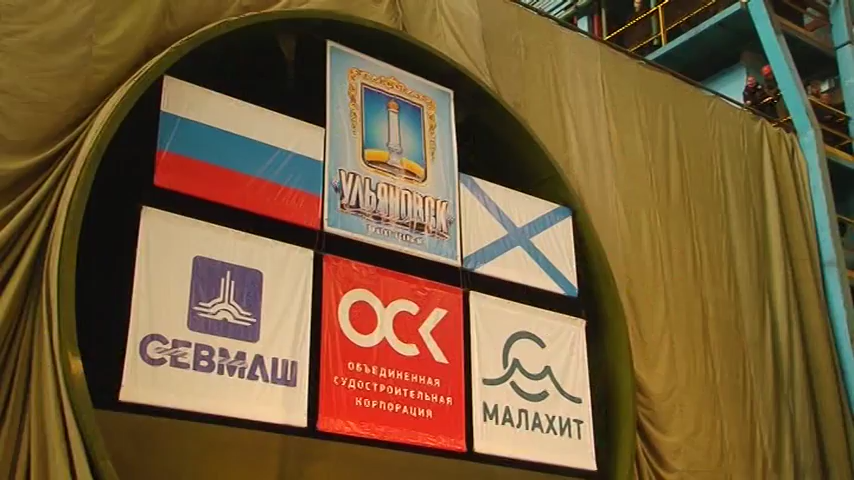 УЛЬЯНОВСК
СЕВМАШ
ОСК
ОБЪЕДИНЕННАЯ
СУДОСТРОИТЕЛЬНАЯ
КОРПОРАЦИЯ
МАЛАХИТ